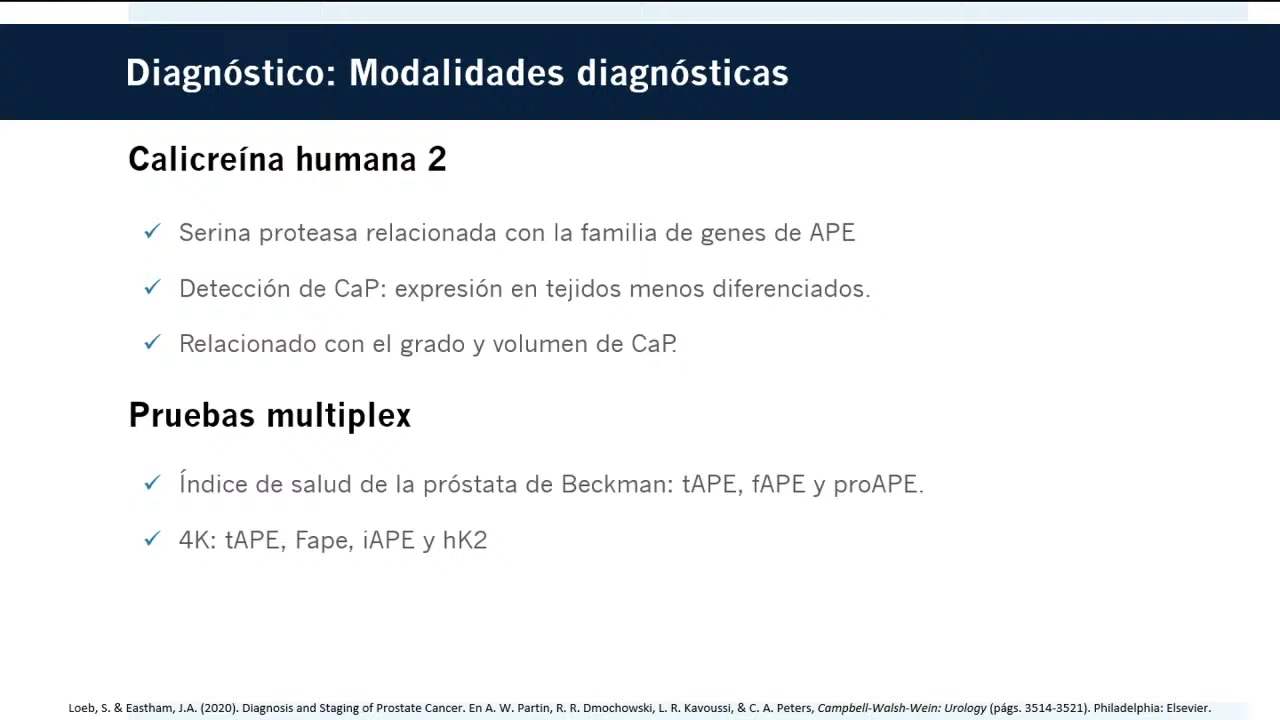 Diagnóstico: Modalidades diagnósticas
Calicreína humana 2
✓ Serina proteasa relacionada con la familia de genes de APE
✓ Detección de CaP: expresión en tejidos menos diferenciados.
✓ Relacionado con el grado y volumen de CaP.
Pruebas multiplex
✓ Índice de salud de la próstata de Beckman: tAPE, fAPE y proAPE.
✓ 4K: tAPE, Fape, iAPE y hK2
Loeb, S. & Eastham, J.A. (2020). Diagnosis and Staging of Prostate Cancer. En A. W. Partin, R. R. Dmochowski, L. R. Kavoussi, & C. A. Peters, Campbell-Walsh-Wein: Urology (págs. 3514-3521). Philadelphia: Elsevier.